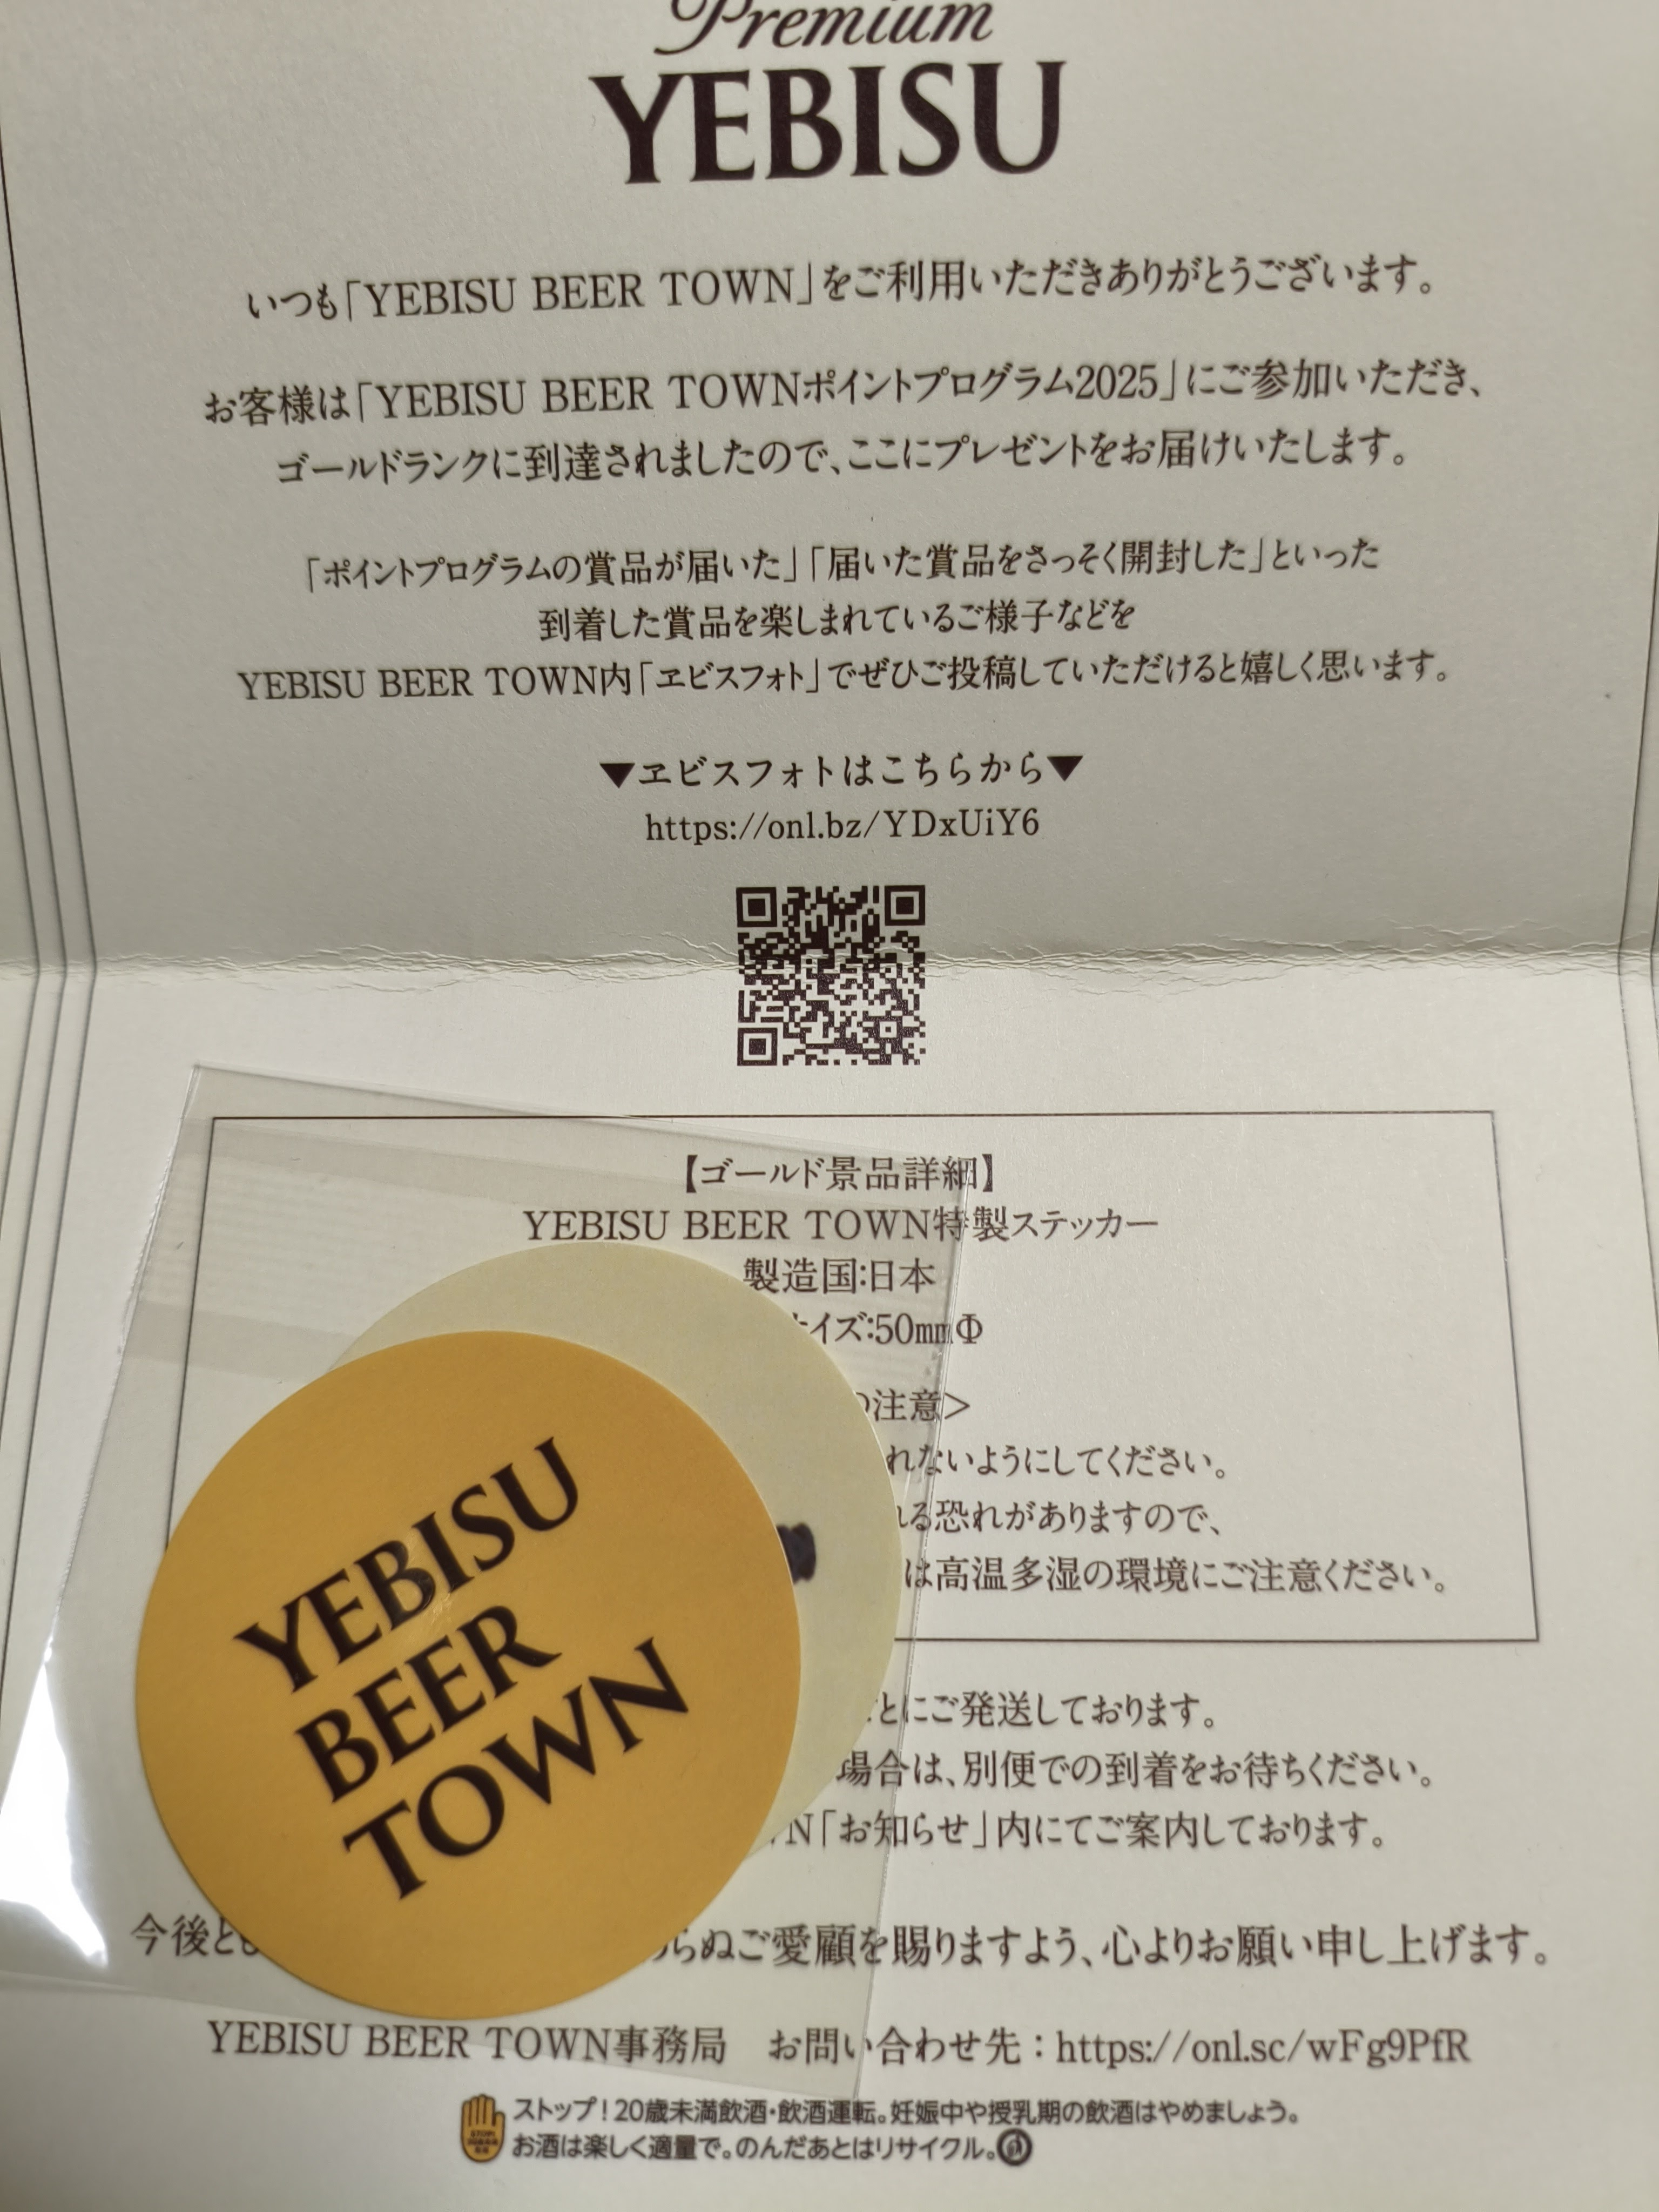 Premium
YEBISU
いつも「YEBISU BEER TOWN」をご利用いただきありがとうございます。
お客様は「YEBISU BEER TOWNポイントプログラム2025」にご参加いただき、
ゴールドランクに到達されましたので、ここにプレゼントをお届けいたします。
「ポイントプログラムの賞品が届いた」「届いた賞品をさっそく開封した」といった
到着した賞品を楽しまれているご様子などを
YEBISU BEER TOWN内「ヱビスフォト」でぜひご投稿していただけると嬉しく思います。
▼ヱビスフォトはこちらから▼
https://onl.bz/YDxUiY6
【ゴールド景品詳細】
YEBISU BEER TOWN特製ステッカー
製造国:日本
サイズ:50mmΦ
の注意>
れないようにしてください。
れる恐れがありますので、
は高温多湿の環境にご注意ください。
とにご発送しております。
場合は、別便での到着をお待ちください。
N「お知らせ」内にてご案内しております。
今後とも
らぬご愛顧を賜りますよう、心よりお願い申し上げます。
YEBISU
BEER
TOWN
YEBISU BEER TOWN事務局 お問い合わせ先：https://onl.sc/wFg9PfR
ストップ！20歳未満飲酒・飲酒運転。妊娠中や授乳期の飲酒はやめましょう。
お酒は楽しく適量で。のんだあとはリサイクル。